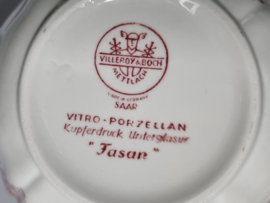 VILLEROY & BOCH
METTLACH
SAAR
VITRO-PORZELLAN
Kupferdruck Unterglasur
"Fasan"